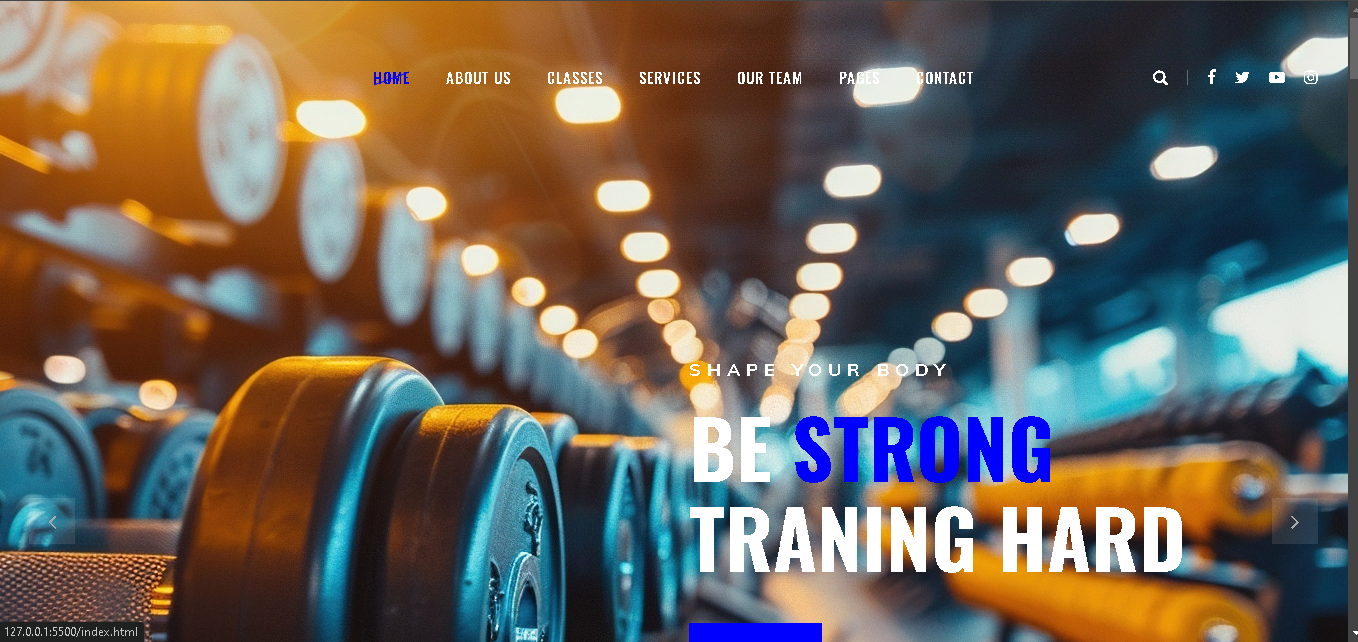 HOME ABOUT US CLASSES SERVICES OUR TEAM PAGES CONTACT
SHAPE YOUR BODY
BE STRONG
TRANING HARD
127.0.0.1:5500/index.html